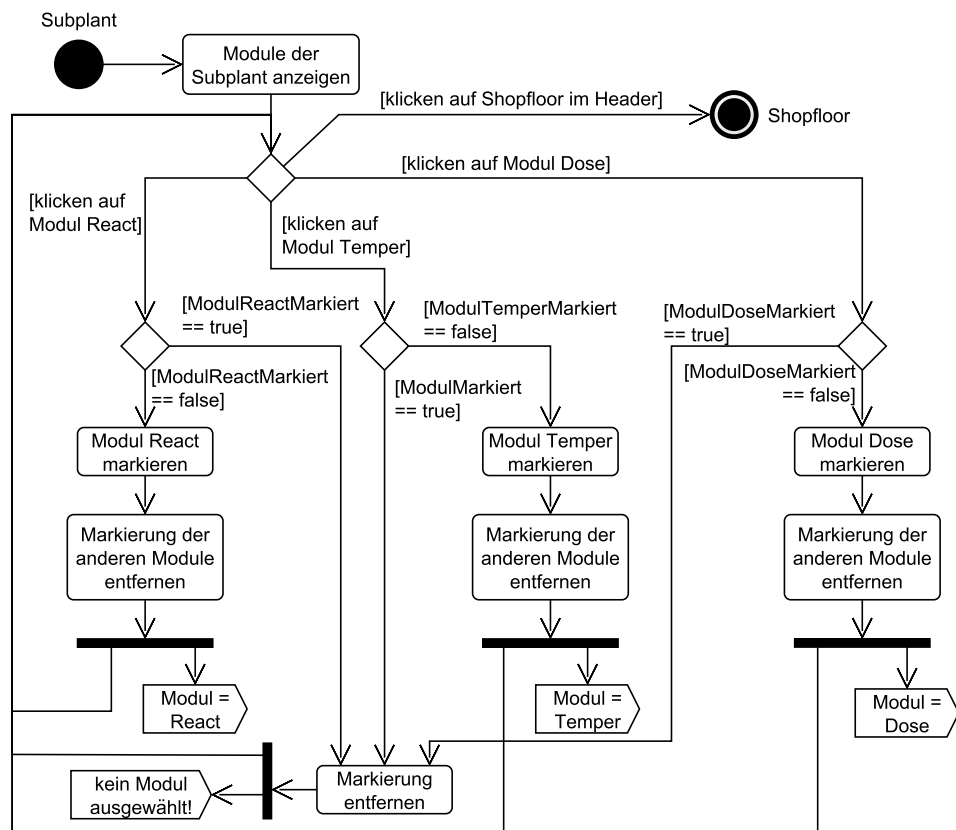 Subplant
Module der
Subplant anzeigen
[klicken auf Shopfloor im Header]
Shopfloor
[klicken auf Modul Dose]
[klicken auf
Modul React]
[klicken auf
Modul Temper]
[ModulReactMarkiert
== true]
[ModulTemperMarkiert
== false]
[ModulDoseMarkiert
== true]
[ModulReactMarkiert
== false]
[ModulMarkiert
== true]
[ModulDoseMarkiert
== false]
Modul React
markieren
Modul Temper
markieren
Modul Dose
markieren
Markierung der
anderen Module
entfernen
Markierung der
anderen Module
entfernen
Markierung der
anderen Module
entfernen
Modul =
React
Modul =
Temper
Modul =
Dose
kein Modul
ausgewählt!
Markierung
entfernen